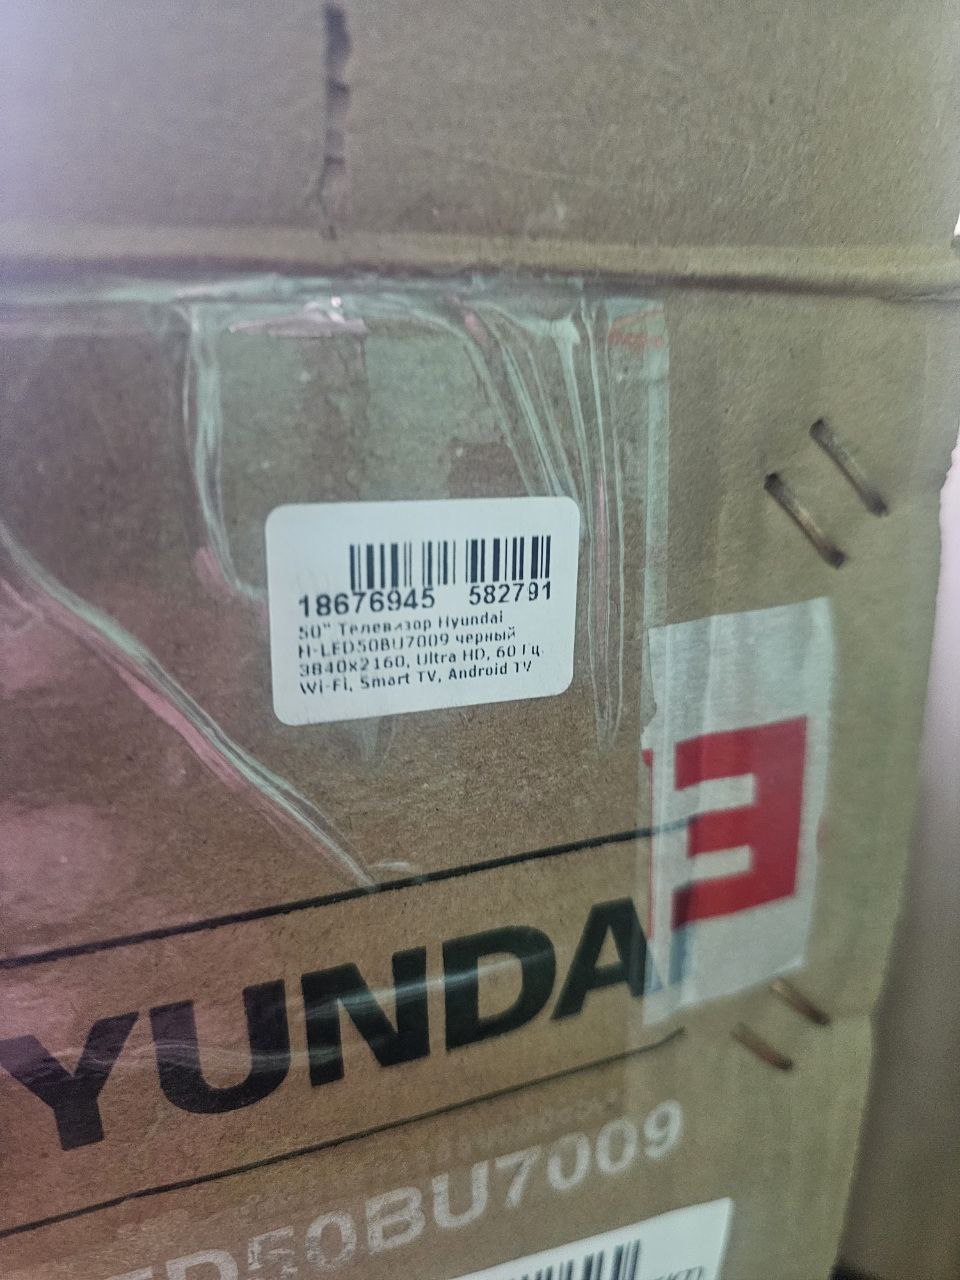 18676945 582791
50" Телевизор Hyundai
H-LED50BU7009 черный
3840x2160, Ultra HD, 60 Гц,
Wi-Fi, Smart TV, Android TV
E
YUNDA
ED50BU7009